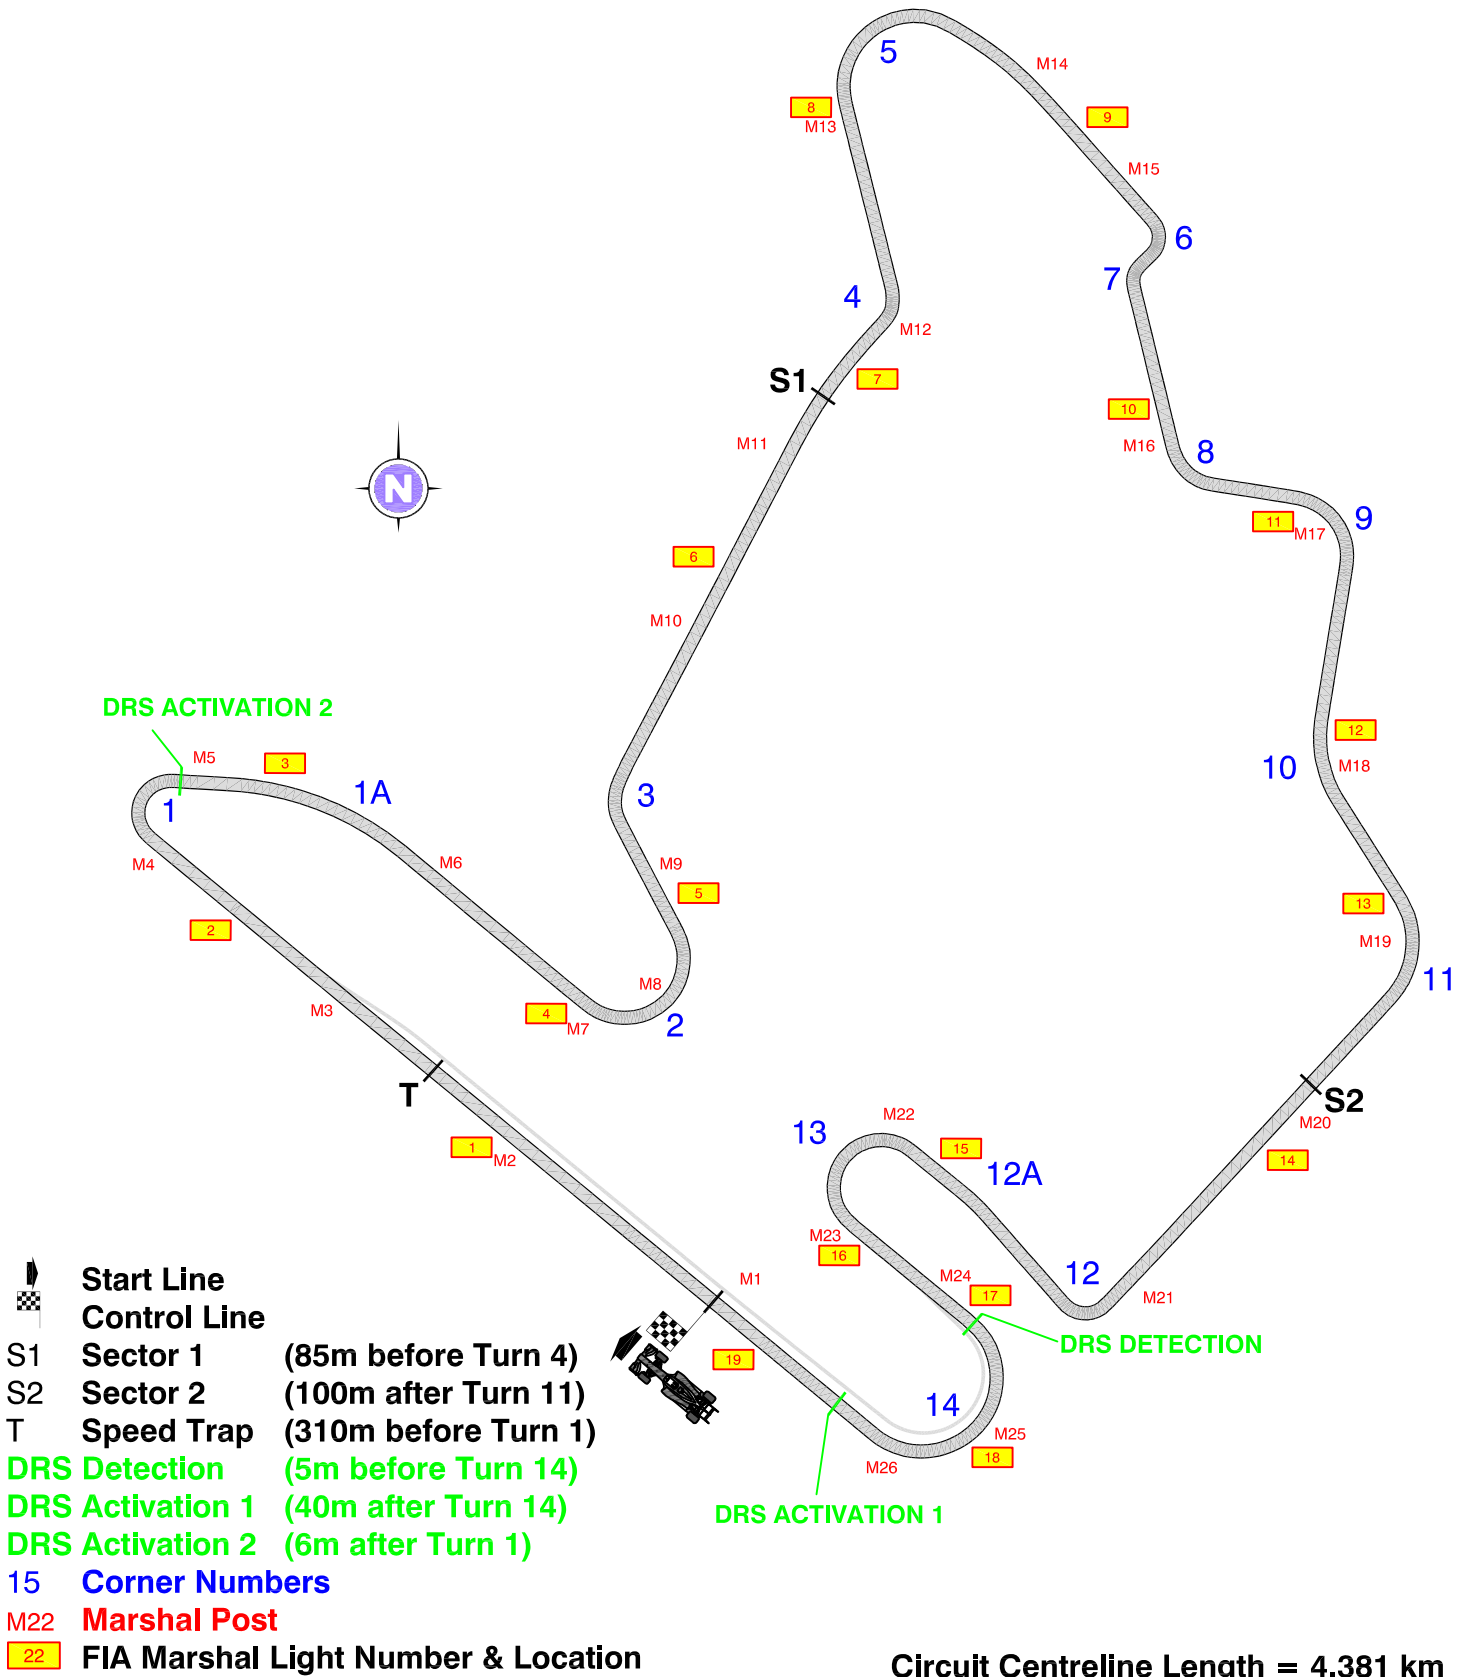 5
M14
8
M13
9
M15
6
7
4
M12
S1
7
10
M11
M16
8
N
11
M17
9
6
M10
DRS ACTIVATION 2
12
M5
3
1A
10
M18
1
3
M4
M6
M9
5
13
2
M19
11
M8
M3
4
M7
2
T
S2
M20
13
M22
1
M2
15
12A
14
M23
16
M24
12
M1
17
M21
DRS DETECTION
19
14
M25
M26
18
DRS ACTIVATION 1
Start Line
Control Line
S1 Sector 1 (85m before Turn 4)
S2 Sector 2 (100m after Turn 11)
T Speed Trap (310m before Turn 1)
DRS Detection (5m before Turn 14)
DRS Activation 1 (40m after Turn 14)
DRS Activation 2 (6m after Turn 1)
15 Corner Numbers
M22 Marshal Post
22 FIA Marshal Light Number & Location
Circuit Centreline Length = 4.381 km